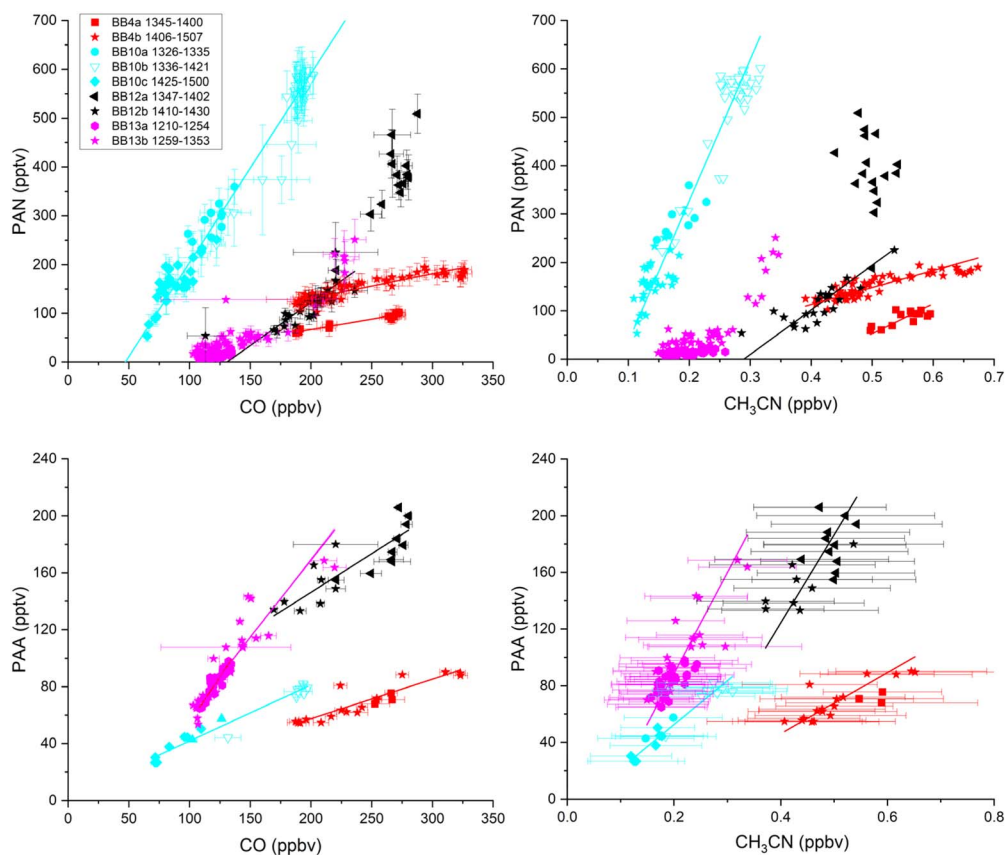 BB4a 1345-1400
BB4b 1406-1507
BB10a 1326-1335
BB10b 1336-1421
BB10c 1425-1500
BB12a 1347-1402
BB12b 1410-1430
BB13a 1210-1254
BB13b 1259-1353
700
600
500
400
300
200
100
0
PAN (pptv)
0 50 100 150 200 250 300 350
CO (ppbv)
700
600
500
400
300
200
100
0
PAN (pptv)
0.0 0.1 0.2 0.3 0.4 0.5 0.6 0.7
CH₃CN (ppbv)
240
200
160
120
80
40
0
PAA (pptv)
0 50 100 150 200 250 300 350
CO (ppbv)
240
200
160
120
80
40
0
PAA (pptv)
0.0 0.2 0.4 0.6 0.8
CH₃CN (ppbv)